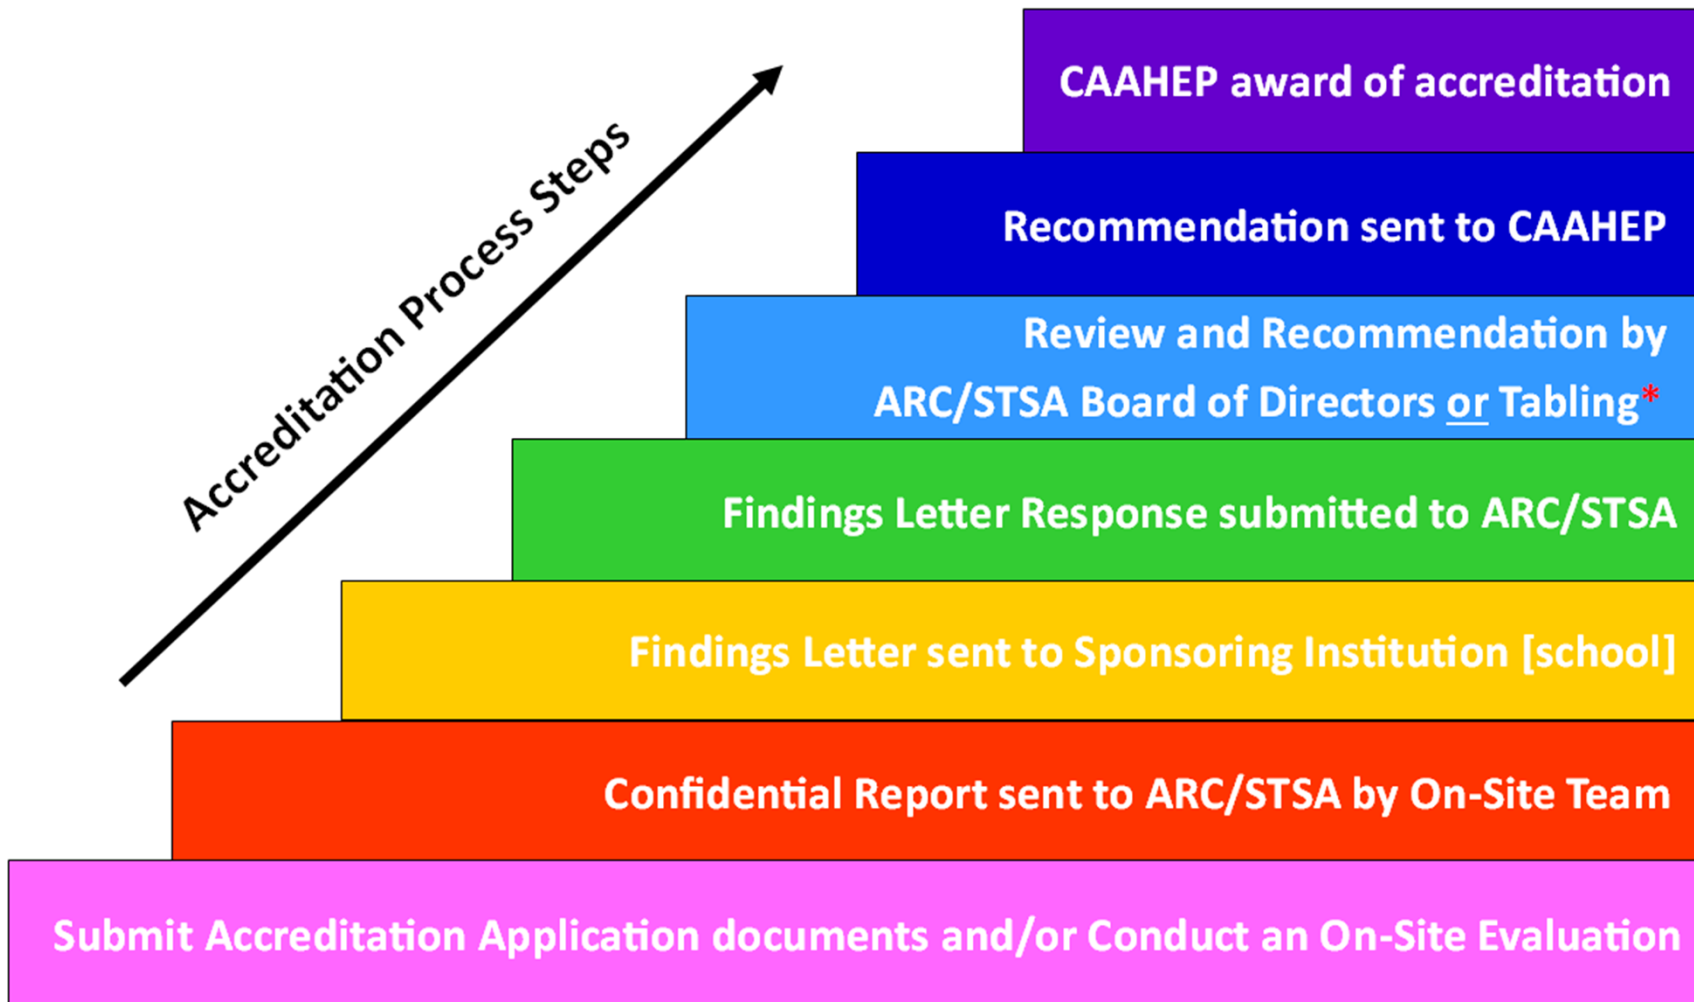 CAAHEP award of accreditation
Accreditation Process Steps
Recommendation sent to CAAHEP
Review and Recommendation by
ARC/STSA Board of Directors or Tabling*
Findings Letter Response submitted to ARC/STSA
Findings Letter sent to Sponsoring Institution [school]
Confidential Report sent to ARC/STSA by On-Site Team
Submit Accreditation Application documents and/or Conduct an On-Site Evaluation